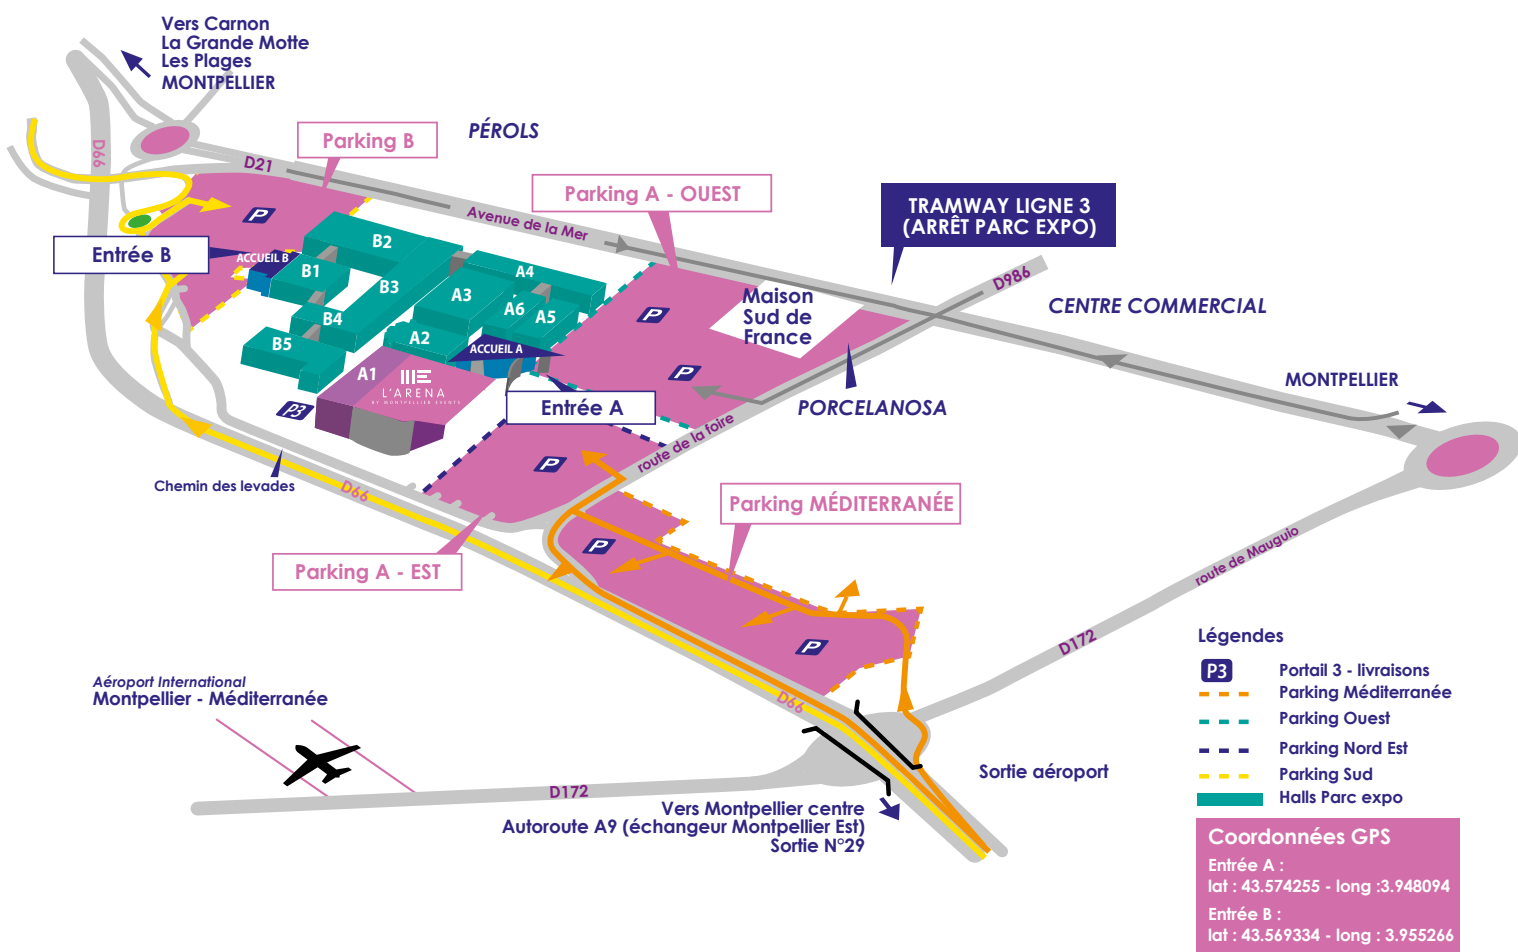 Vers Carnon
La Grande Motte
Les Plages
MONTPELLIER
D66
Parking B
PÉROLS
D21
Parking A - OUEST
Avenue de la Mer
TRAMWAY LIGNE 3
(ARRÊT PARC EXPO)
D986
CENTRE COMMERCIAL
P
Entrée B
ACCUEIL B
B1
B2
B3
B4
B5
A4
A3
A6
A5
A2
ACCUEIL A
A1
L'ARENA
BY MONTPELLIER EVENTS
P3
Entrée A
P
Maison
Sud de
France
P
PORCELANOSA
MONTPELLIER
route de la foire
Chemin des levades
D66
P
Parking MÉDITERRANÉE
Parking A - EST
P
P
route de Mauguio
D172
Aéroport International
Montpellier - Méditerranée
D66
D172
Sortie aéroport
Vers Montpellier centre
Autoroute A9 (échangeur Montpellier Est)
Sortie N°29
Légendes
P3 Portail 3 - livraisons
Parking Méditerranée
Parking Ouest
Parking Nord Est
Parking Sud
Halls Parc expo
Coordonnées GPS
Entrée A :
lat : 43.574255 - long :3.948094
Entrée B :
lat : 43.569334 - long : 3.955266